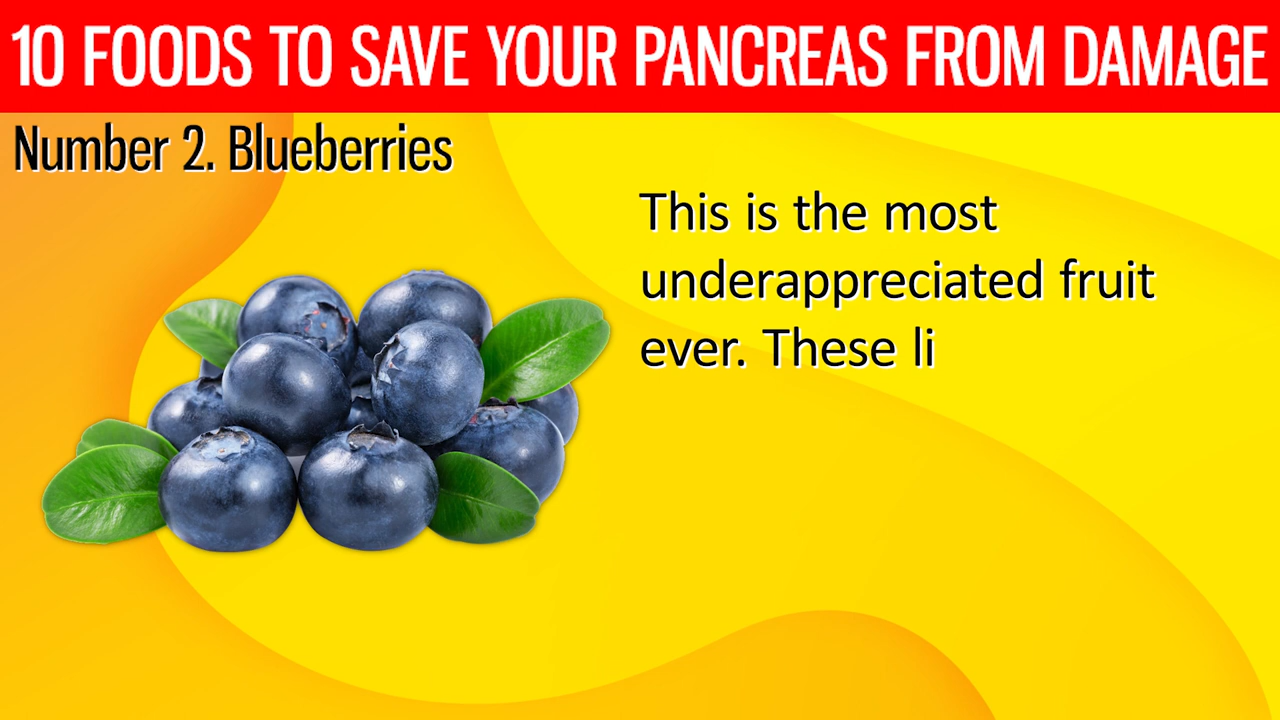 10 FOODS TO SAVE YOUR PANCREAS FROM DAMAGE
Number 2. Blueberries
This is the most
underappreciated fruit
ever. These li